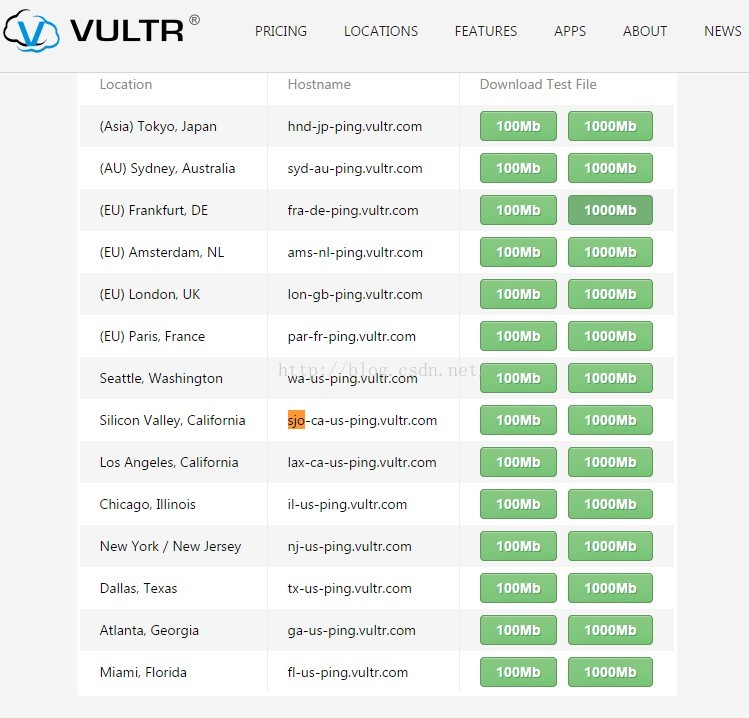 VULTR®
PRICING LOCATIONS FEATURES APPS ABOUT NEWS
Location Hostname Download Test File
(Asia) Tokyo, Japan hnd-jp-ping.vultr.com 100Mb 1000Mb
(AU) Sydney, Australia syd-au-ping.vultr.com 100Mb 1000Mb
(EU) Frankfurt, DE fra-de-ping.vultr.com 100Mb 1000Mb
(EU) Amsterdam, NL ams-nl-ping.vultr.com 100Mb 1000Mb
(EU) London, UK lon-gb-ping.vultr.com 100Mb 1000Mb
(EU) Paris, France par-fr-ping.vultr.com 100Mb 1000Mb
http://blog.csdn.net
Seattle, Washington wa-us-ping.vultr.com 100Mb 1000Mb
Silicon Valley, California sjo-ca-us-ping.vultr.com 100Mb 1000Mb
Los Angeles, California lax-ca-us-ping.vultr.com 100Mb 1000Mb
Chicago, Illinois il-us-ping.vultr.com 100Mb 1000Mb
New York / New Jersey nj-us-ping.vultr.com 100Mb 1000Mb
Dallas, Texas tx-us-ping.vultr.com 100Mb 1000Mb
Atlanta, Georgia ga-us-ping.vultr.com 100Mb 1000Mb
Miami, Florida fl-us-ping.vultr.com 100Mb 1000Mb